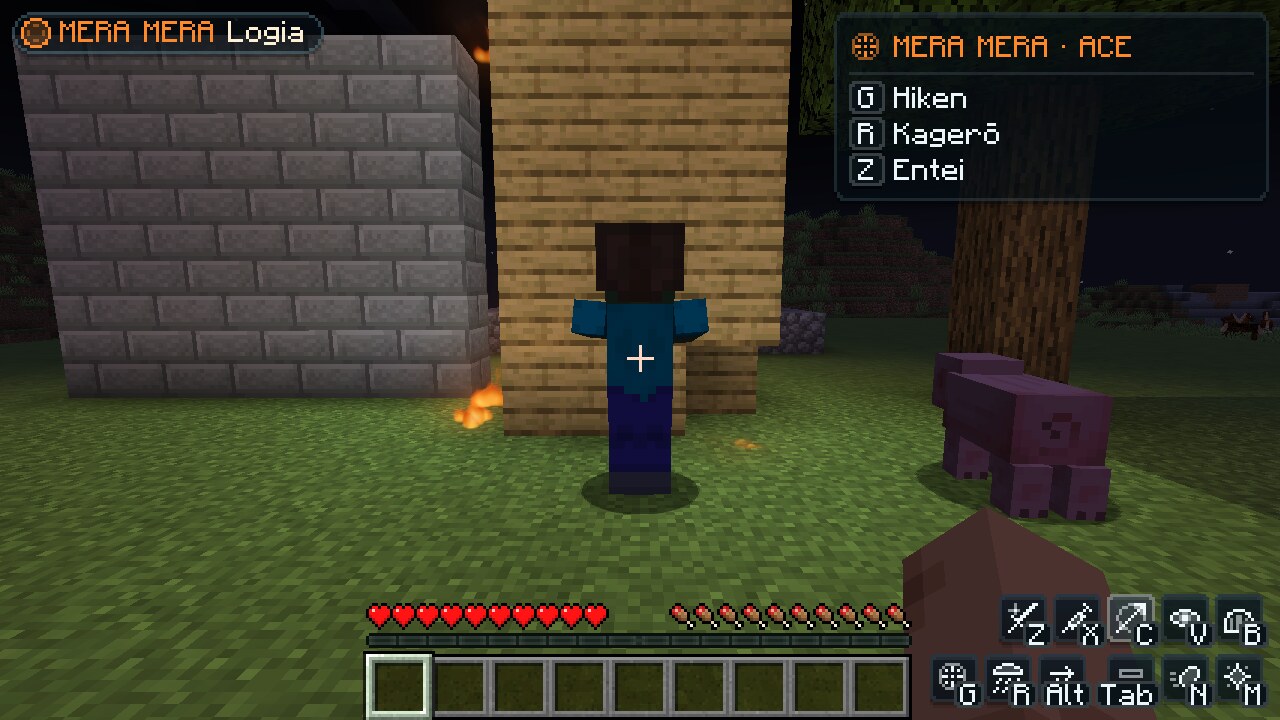 MERA MERA Logia
MERA MERA · ACE
G Hiken
R Kagerō
Z Entei
Z X C V B
G R Alt Tab N M